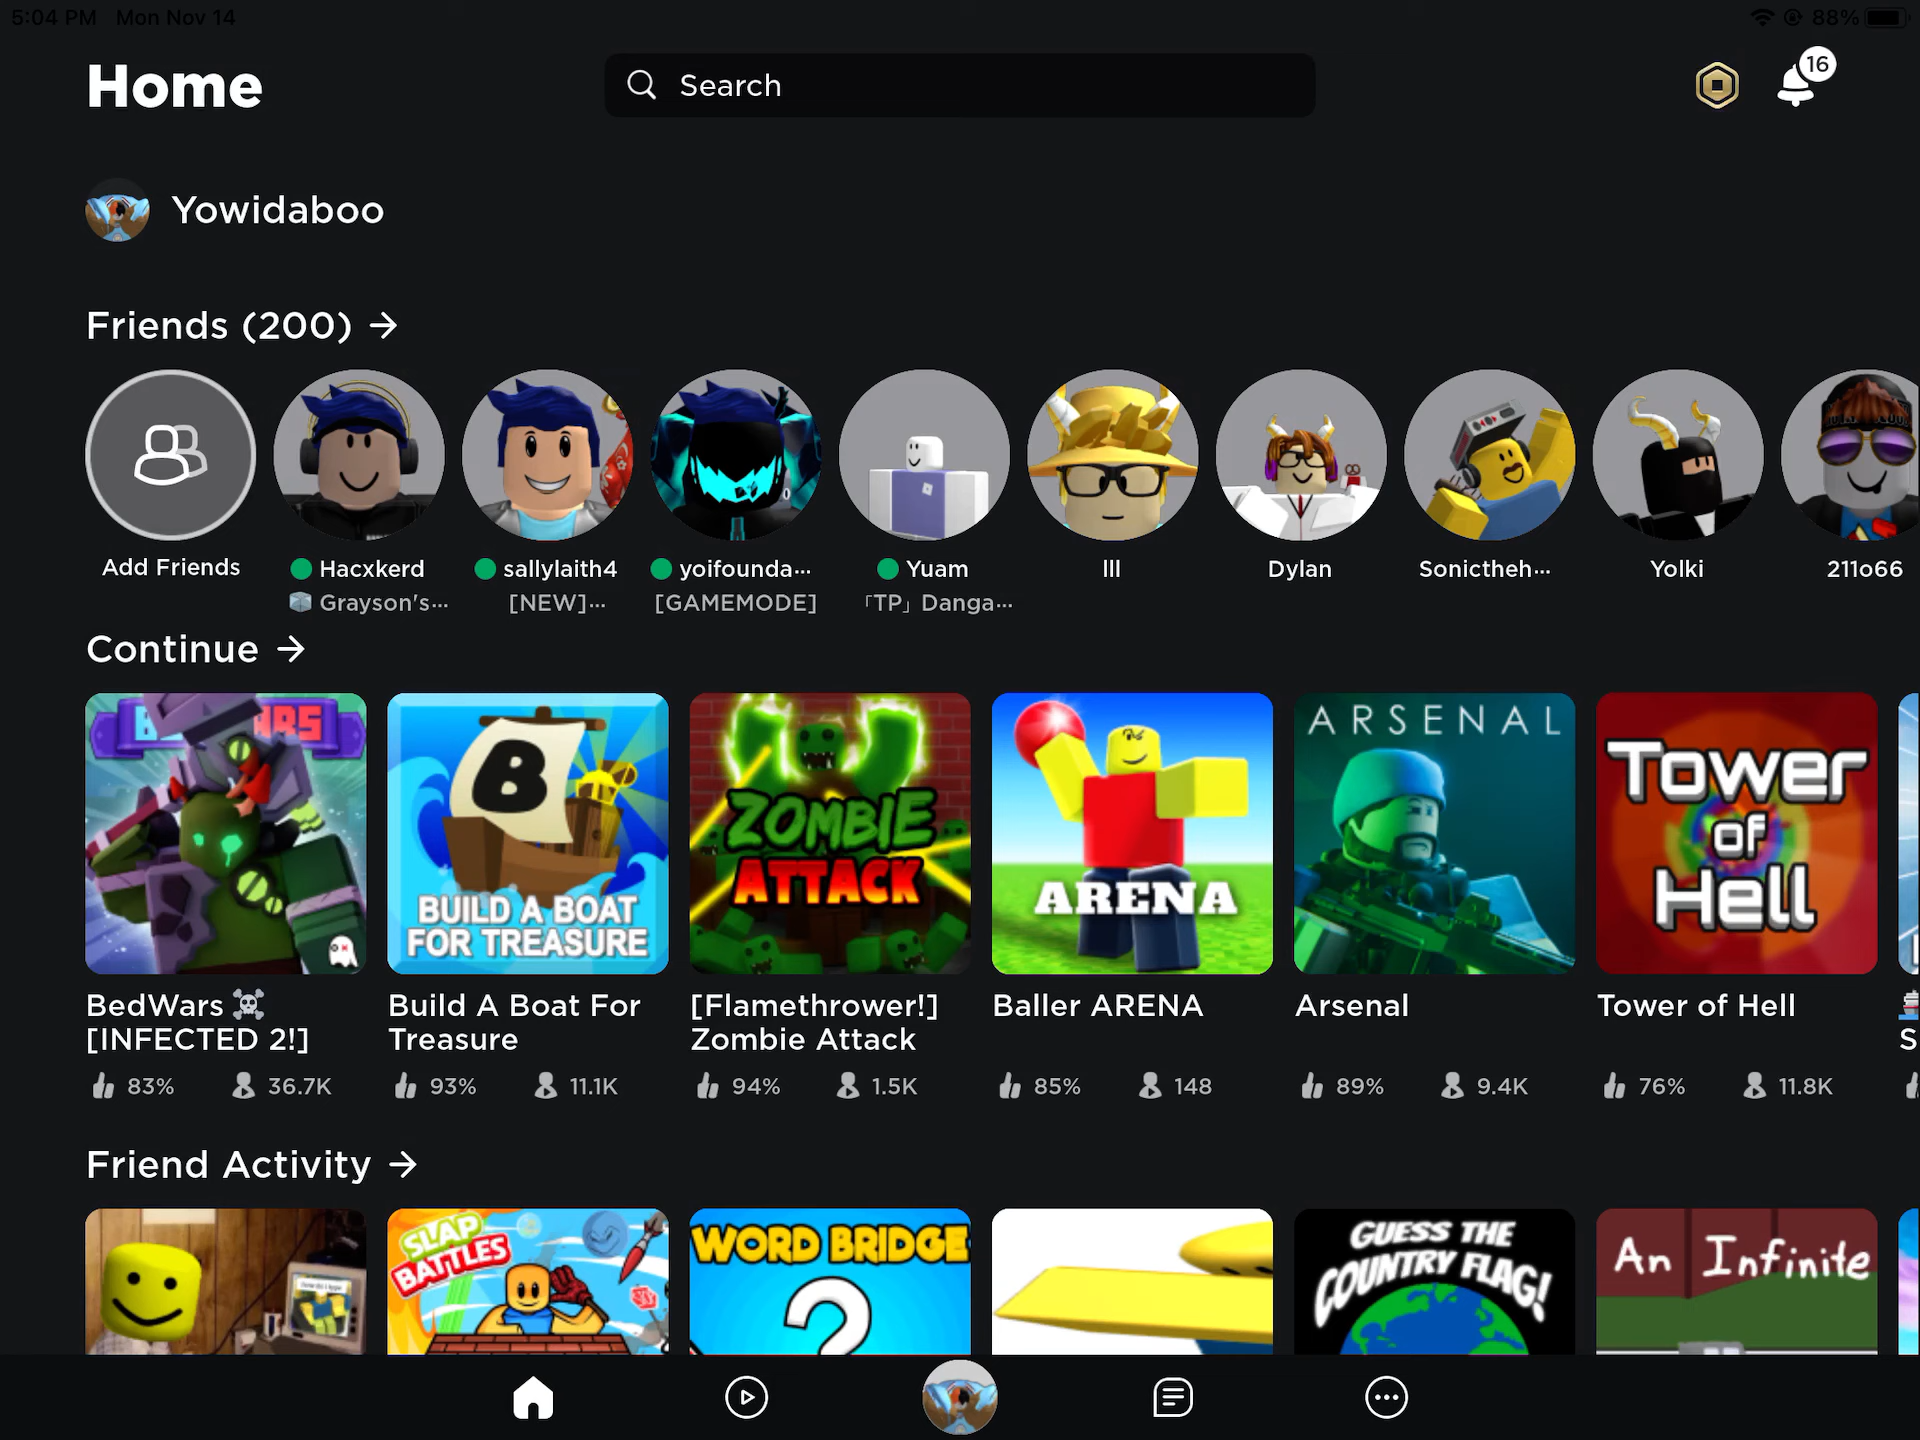 5:04 PM Mon Nov 14
88%
Home
Search
16
Yowidaboo
Friends (200)
Add Friends
Hacxkerd
Grayson's...
sallylaith4
[NEW]...
yoifounda...
[GAMEMODE]
Yuam
「TP」Danga...
lll
Dylan
Sonictheh...
Yolki
211o66
Continue
BUILD A BOAT
FOR TREASURE
ZOMBIE
ATTACK
ARENA
ARSENAL
Tower
of
Hell
BedWars ☠️
[INFECTED 2!]
83% 36.7K
Build A Boat For
Treasure
93% 11.1K
[Flamethrower!]
Zombie Attack
94% 1.5K
Baller ARENA
85% 148
Arsenal
89% 9.4K
Tower of Hell
76% 11.8K
S
Friend Activity
SLAP
BATTLES
WORD BRIDGE
?
GUESS THE
COUNTRY FLAG!
An Infinite